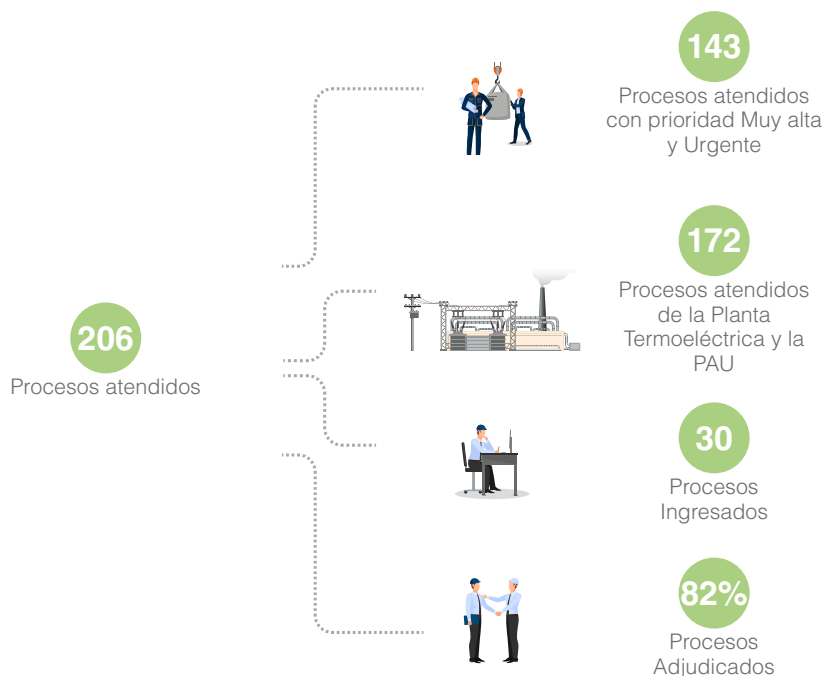 206
Procesos atendidos
143
Procesos atendidos
con prioridad Muy alta
y Urgente
172
Procesos atendidos
de la Planta
Termoeléctrica y la
PAU
30
Procesos
Ingresados
82%
Procesos
Adjudicados